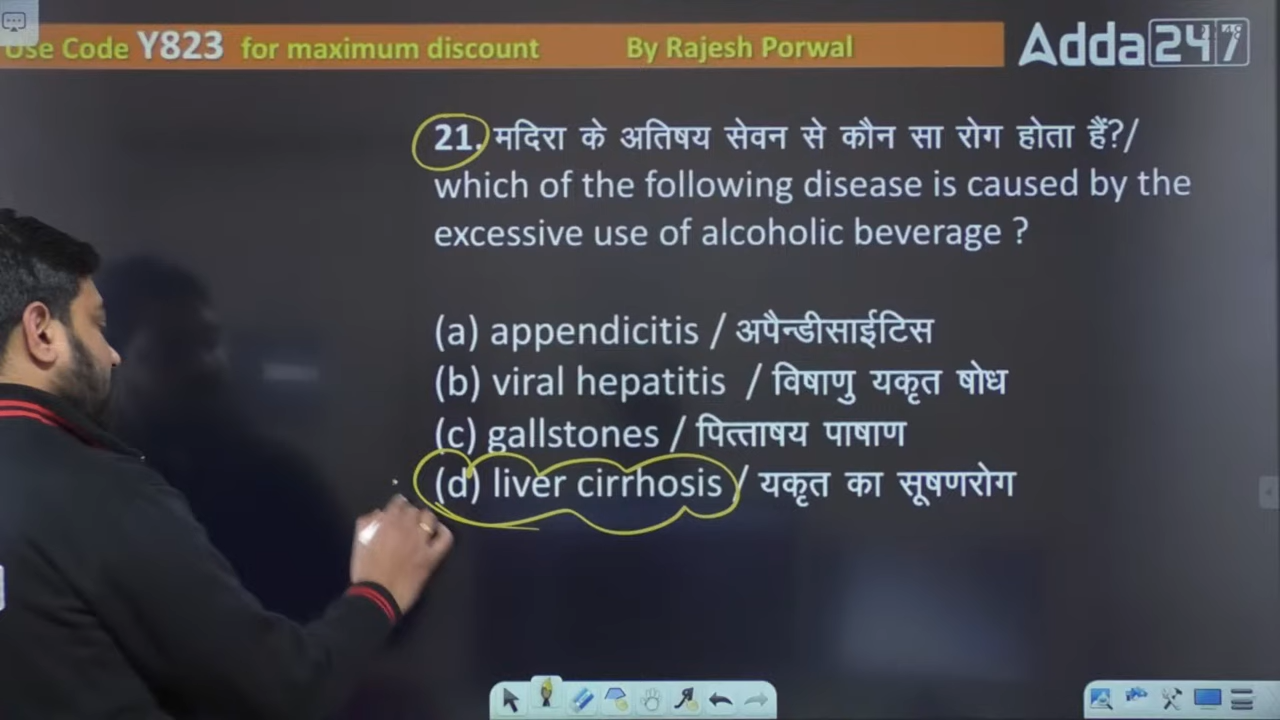 Use Code Y823 for maximum discount By Rajesh Porwal
Adda247
21. मदिरा के अतिषय सेवन से कौन सा रोग होता हैं?/
which of the following disease is caused by the
excessive use of alcoholic beverage ?
(a) appendicitis / अपैन्डीसाईटिस
(b) viral hepatitis / विषाणु यकृत षोध
(c) gallstones / पित्ताषय पाषाण
(d) liver cirrhosis / यकृत का सूषणरोग